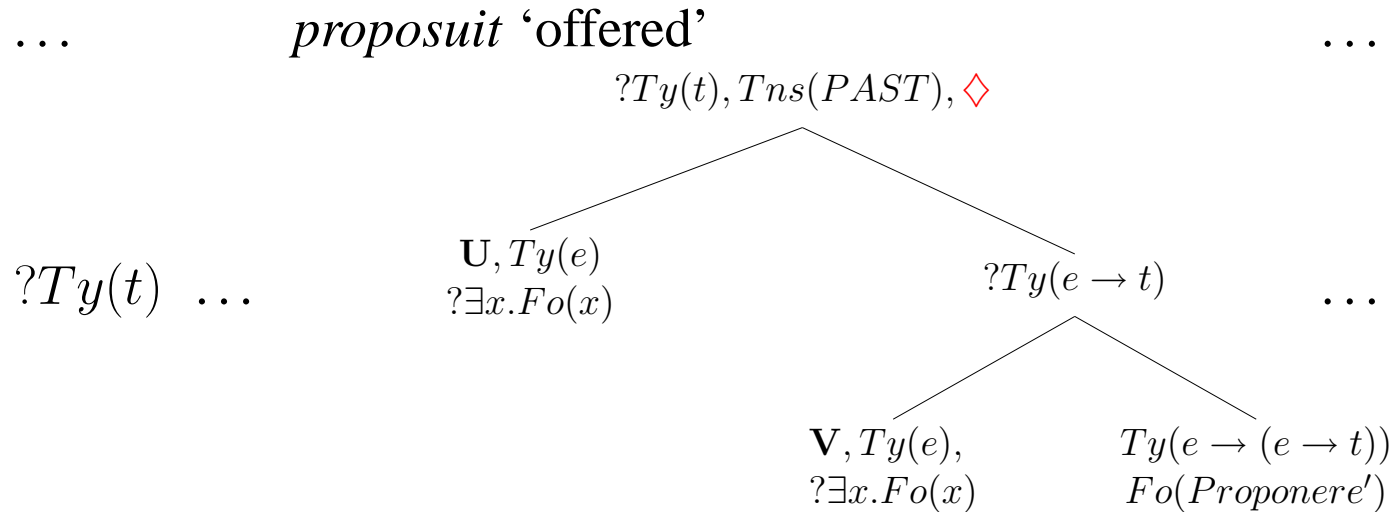 … proposuit ‘offered’ …
?Ty(t), Tns(PAST), ♢
U, Ty(e)
?∃x.Fo(x)
?Ty(e → t)
?Ty(t) … …
V, Ty(e),
?∃x.Fo(x)
Ty(e → (e → t))
Fo(Proponere′)